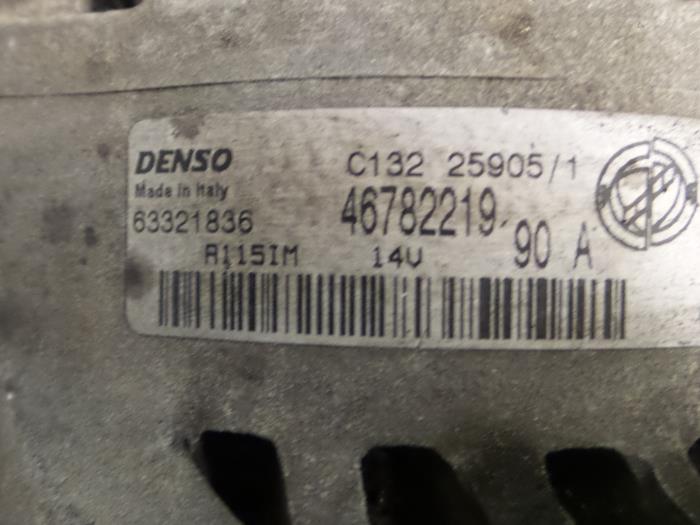 DENSO
C132 25905/1
Made in Italy
46782219
63321836
90 A
A115IM 14V